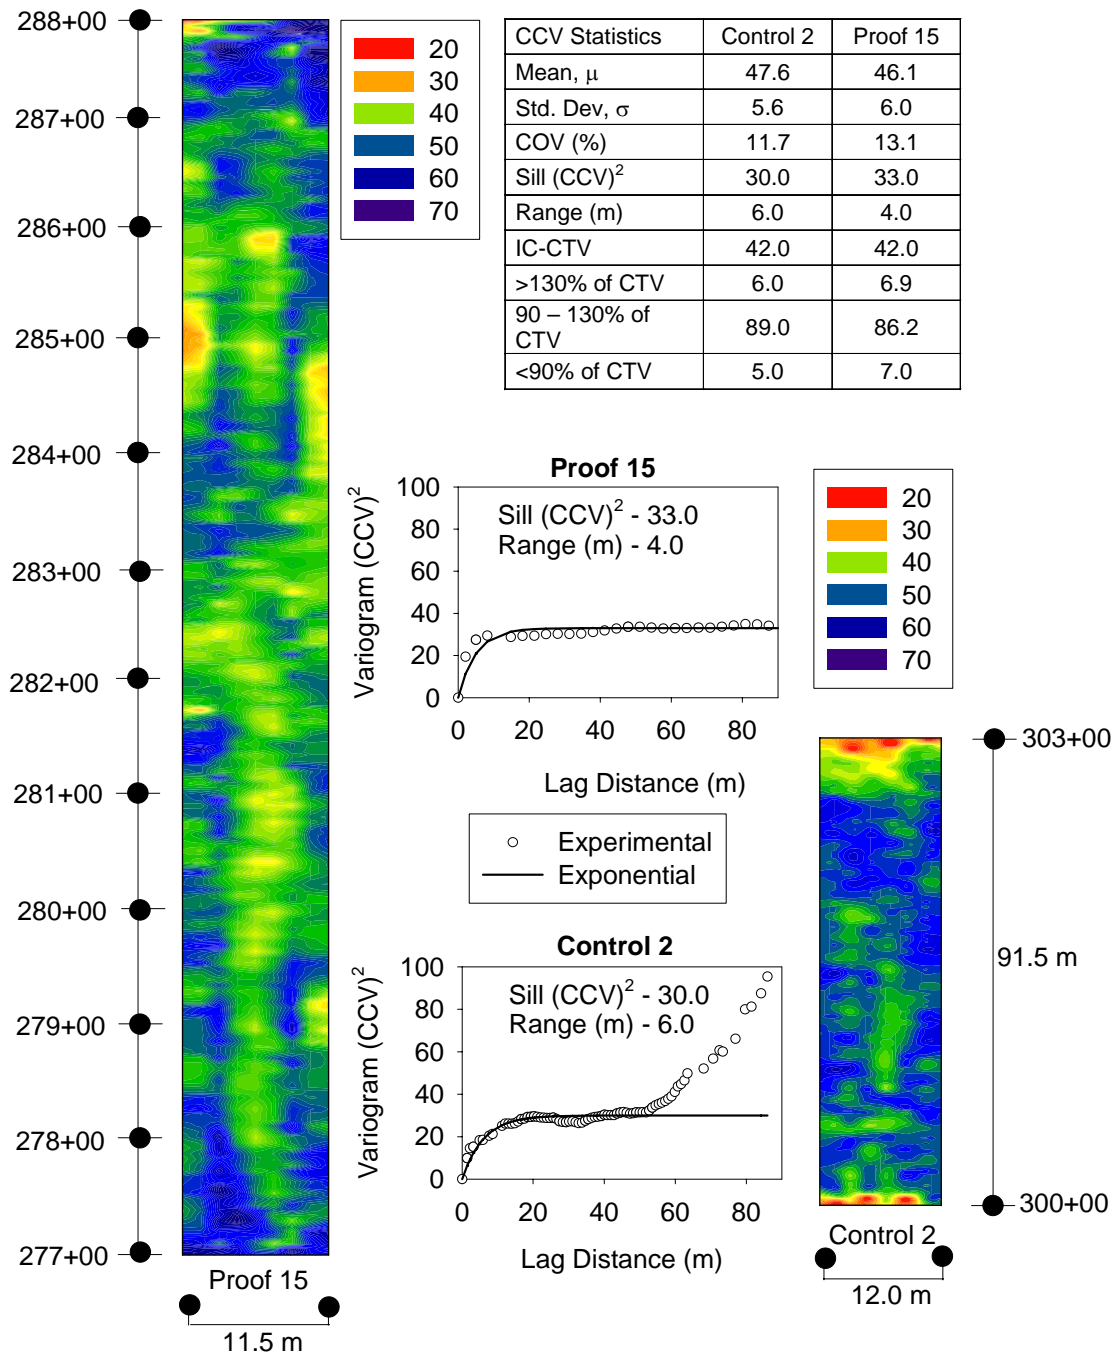 288+00
287+00
286+00
285+00
284+00
283+00
282+00
281+00
280+00
279+00
278+00
277+00
Proof 15
11.5 m
20
30
40
50
60
70
CCV Statistics Control 2 Proof 15
Mean, μ 47.6 46.1
Std. Dev, σ 5.6 6.0
COV (%) 11.7 13.1
Sill (CCV)² 30.0 33.0
Range (m) 6.0 4.0
IC-CTV 42.0 42.0
>130% of CTV 6.0 6.9
90 – 130% of
CTV 89.0 86.2
<90% of CTV 5.0 7.0
Proof 15
Variogram (CCV)²
100
80
60
40
20
0
Sill (CCV)² - 33.0
Range (m) - 4.0
0 20 40 60 80
Lag Distance (m)
Experimental
Exponential
Control 2
Variogram (CCV)²
100
80
60
40
20
0
Sill (CCV)² - 30.0
Range (m) - 6.0
0 20 40 60 80
Lag Distance (m)
20
30
40
50
60
70
303+00
91.5 m
300+00
Control 2
12.0 m